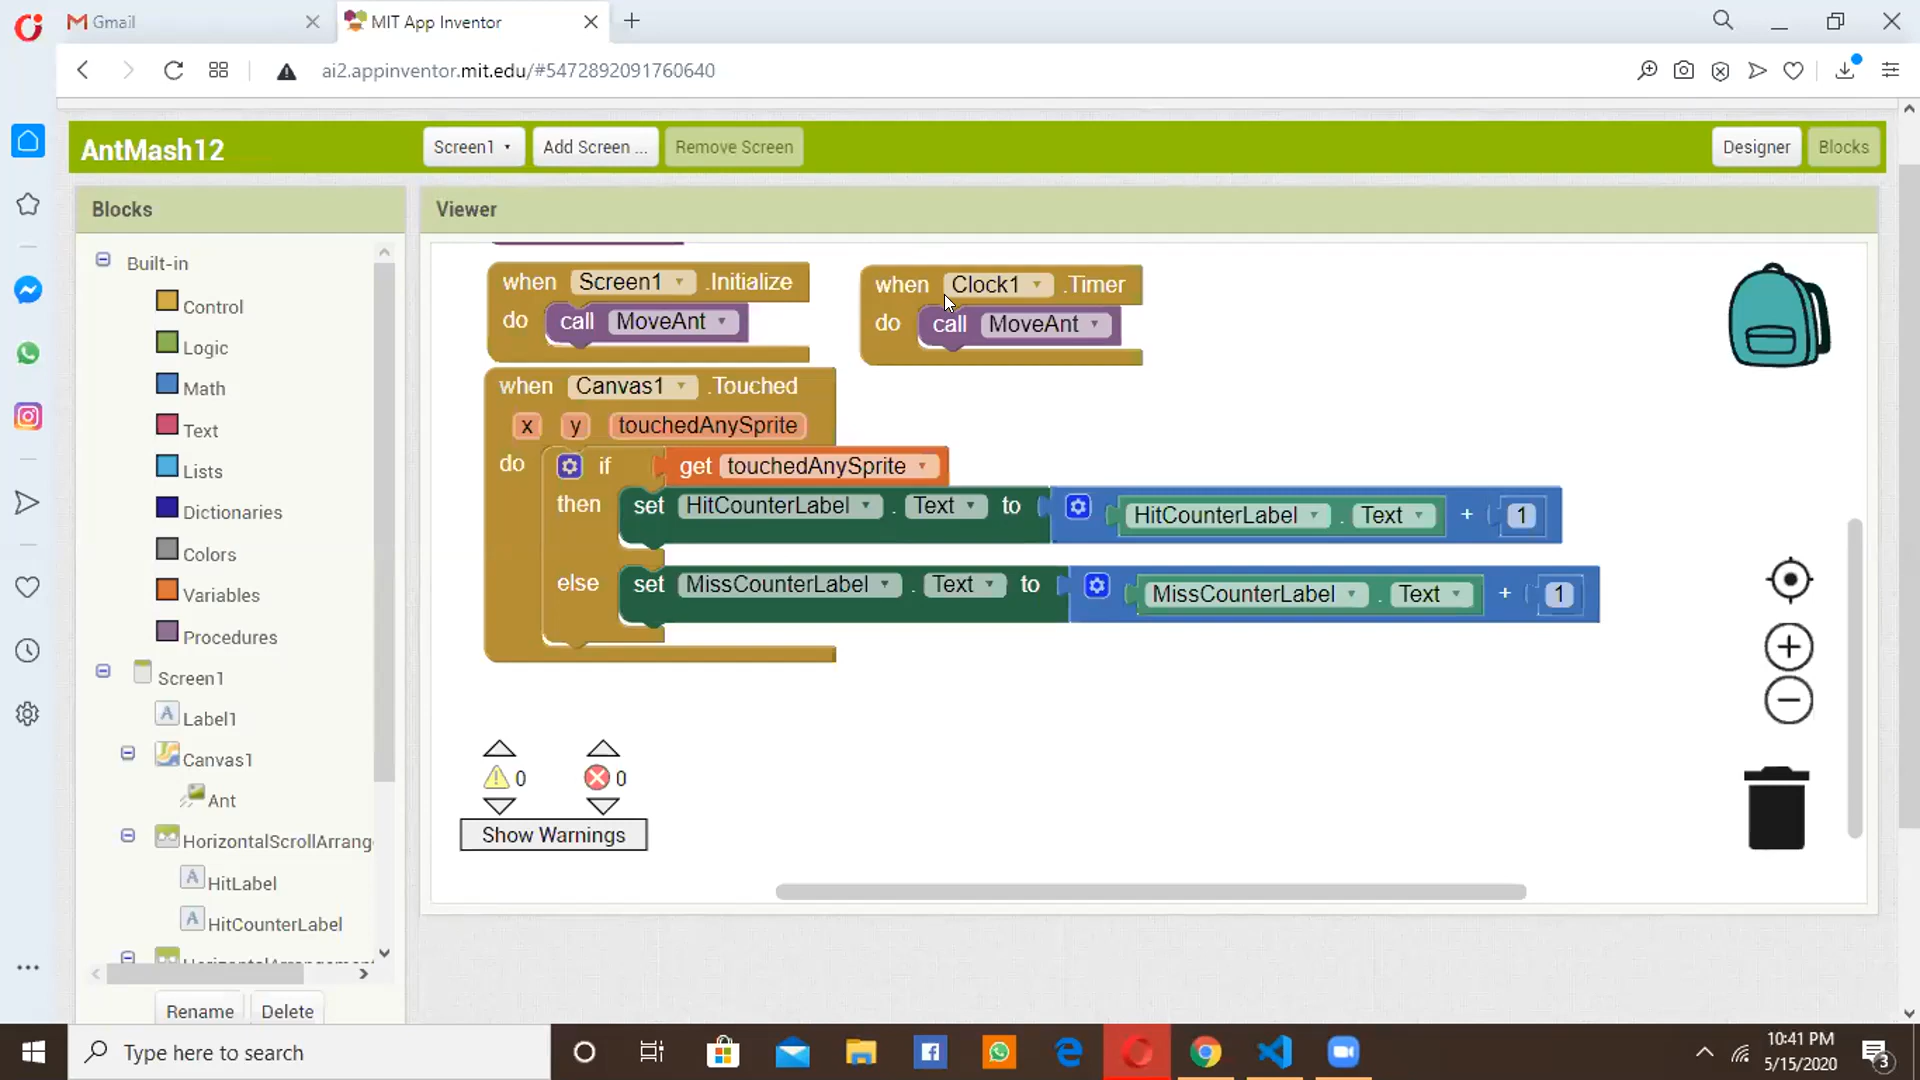 Gmail
MIT App Inventor
ai2.appinventor.mit.edu/#5472892091760640
AntMash12
Screen1
Add Screen ...
Remove Screen
Designer
Blocks
Blocks
Viewer
Built-in
Control
Logic
Math
Text
Lists
Dictionaries
Colors
Variables
Procedures
Screen1
Label1
Canvas1
Ant
HorizontalScrollArrang
HitLabel
HitCounterLabel
Rename
Delete
when Screen1 .Initialize
do call MoveAnt
when Clock1 .Timer
do call MoveAnt
when Canvas1 .Touched
x y touchedAnySprite
do if get touchedAnySprite
then set HitCounterLabel . Text to HitCounterLabel . Text + 1
else set MissCounterLabel . Text to MissCounterLabel . Text + 1
0 0
Show Warnings
Type here to search
10:41 PM
5/15/2020
3